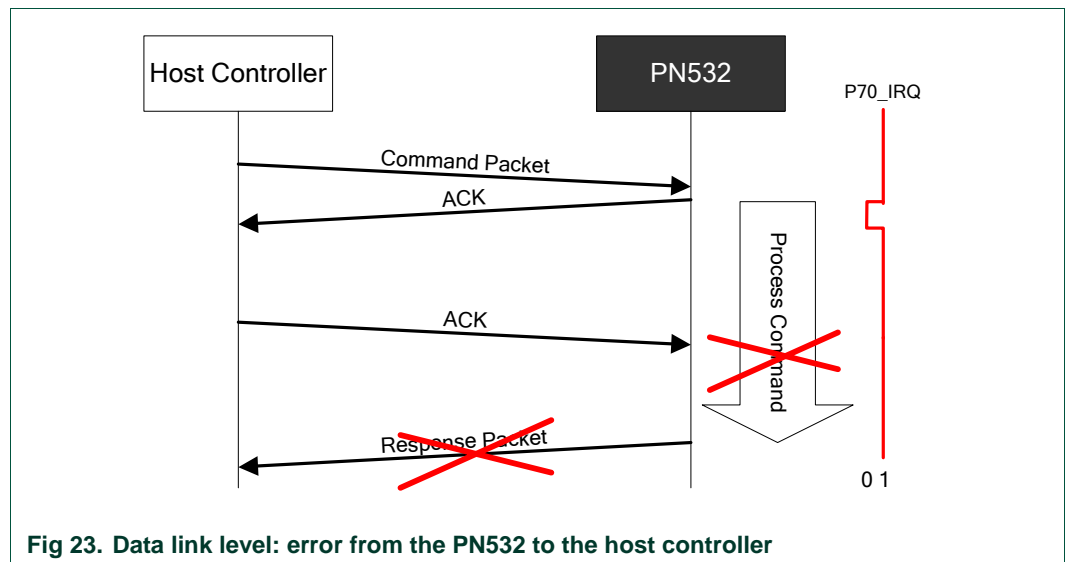 Host Controller
PN532
P70_IRQ
Command Packet
ACK
Process Command
ACK
Response Packet
0 1
Fig 23. Data link level: error from the PN532 to the host controller